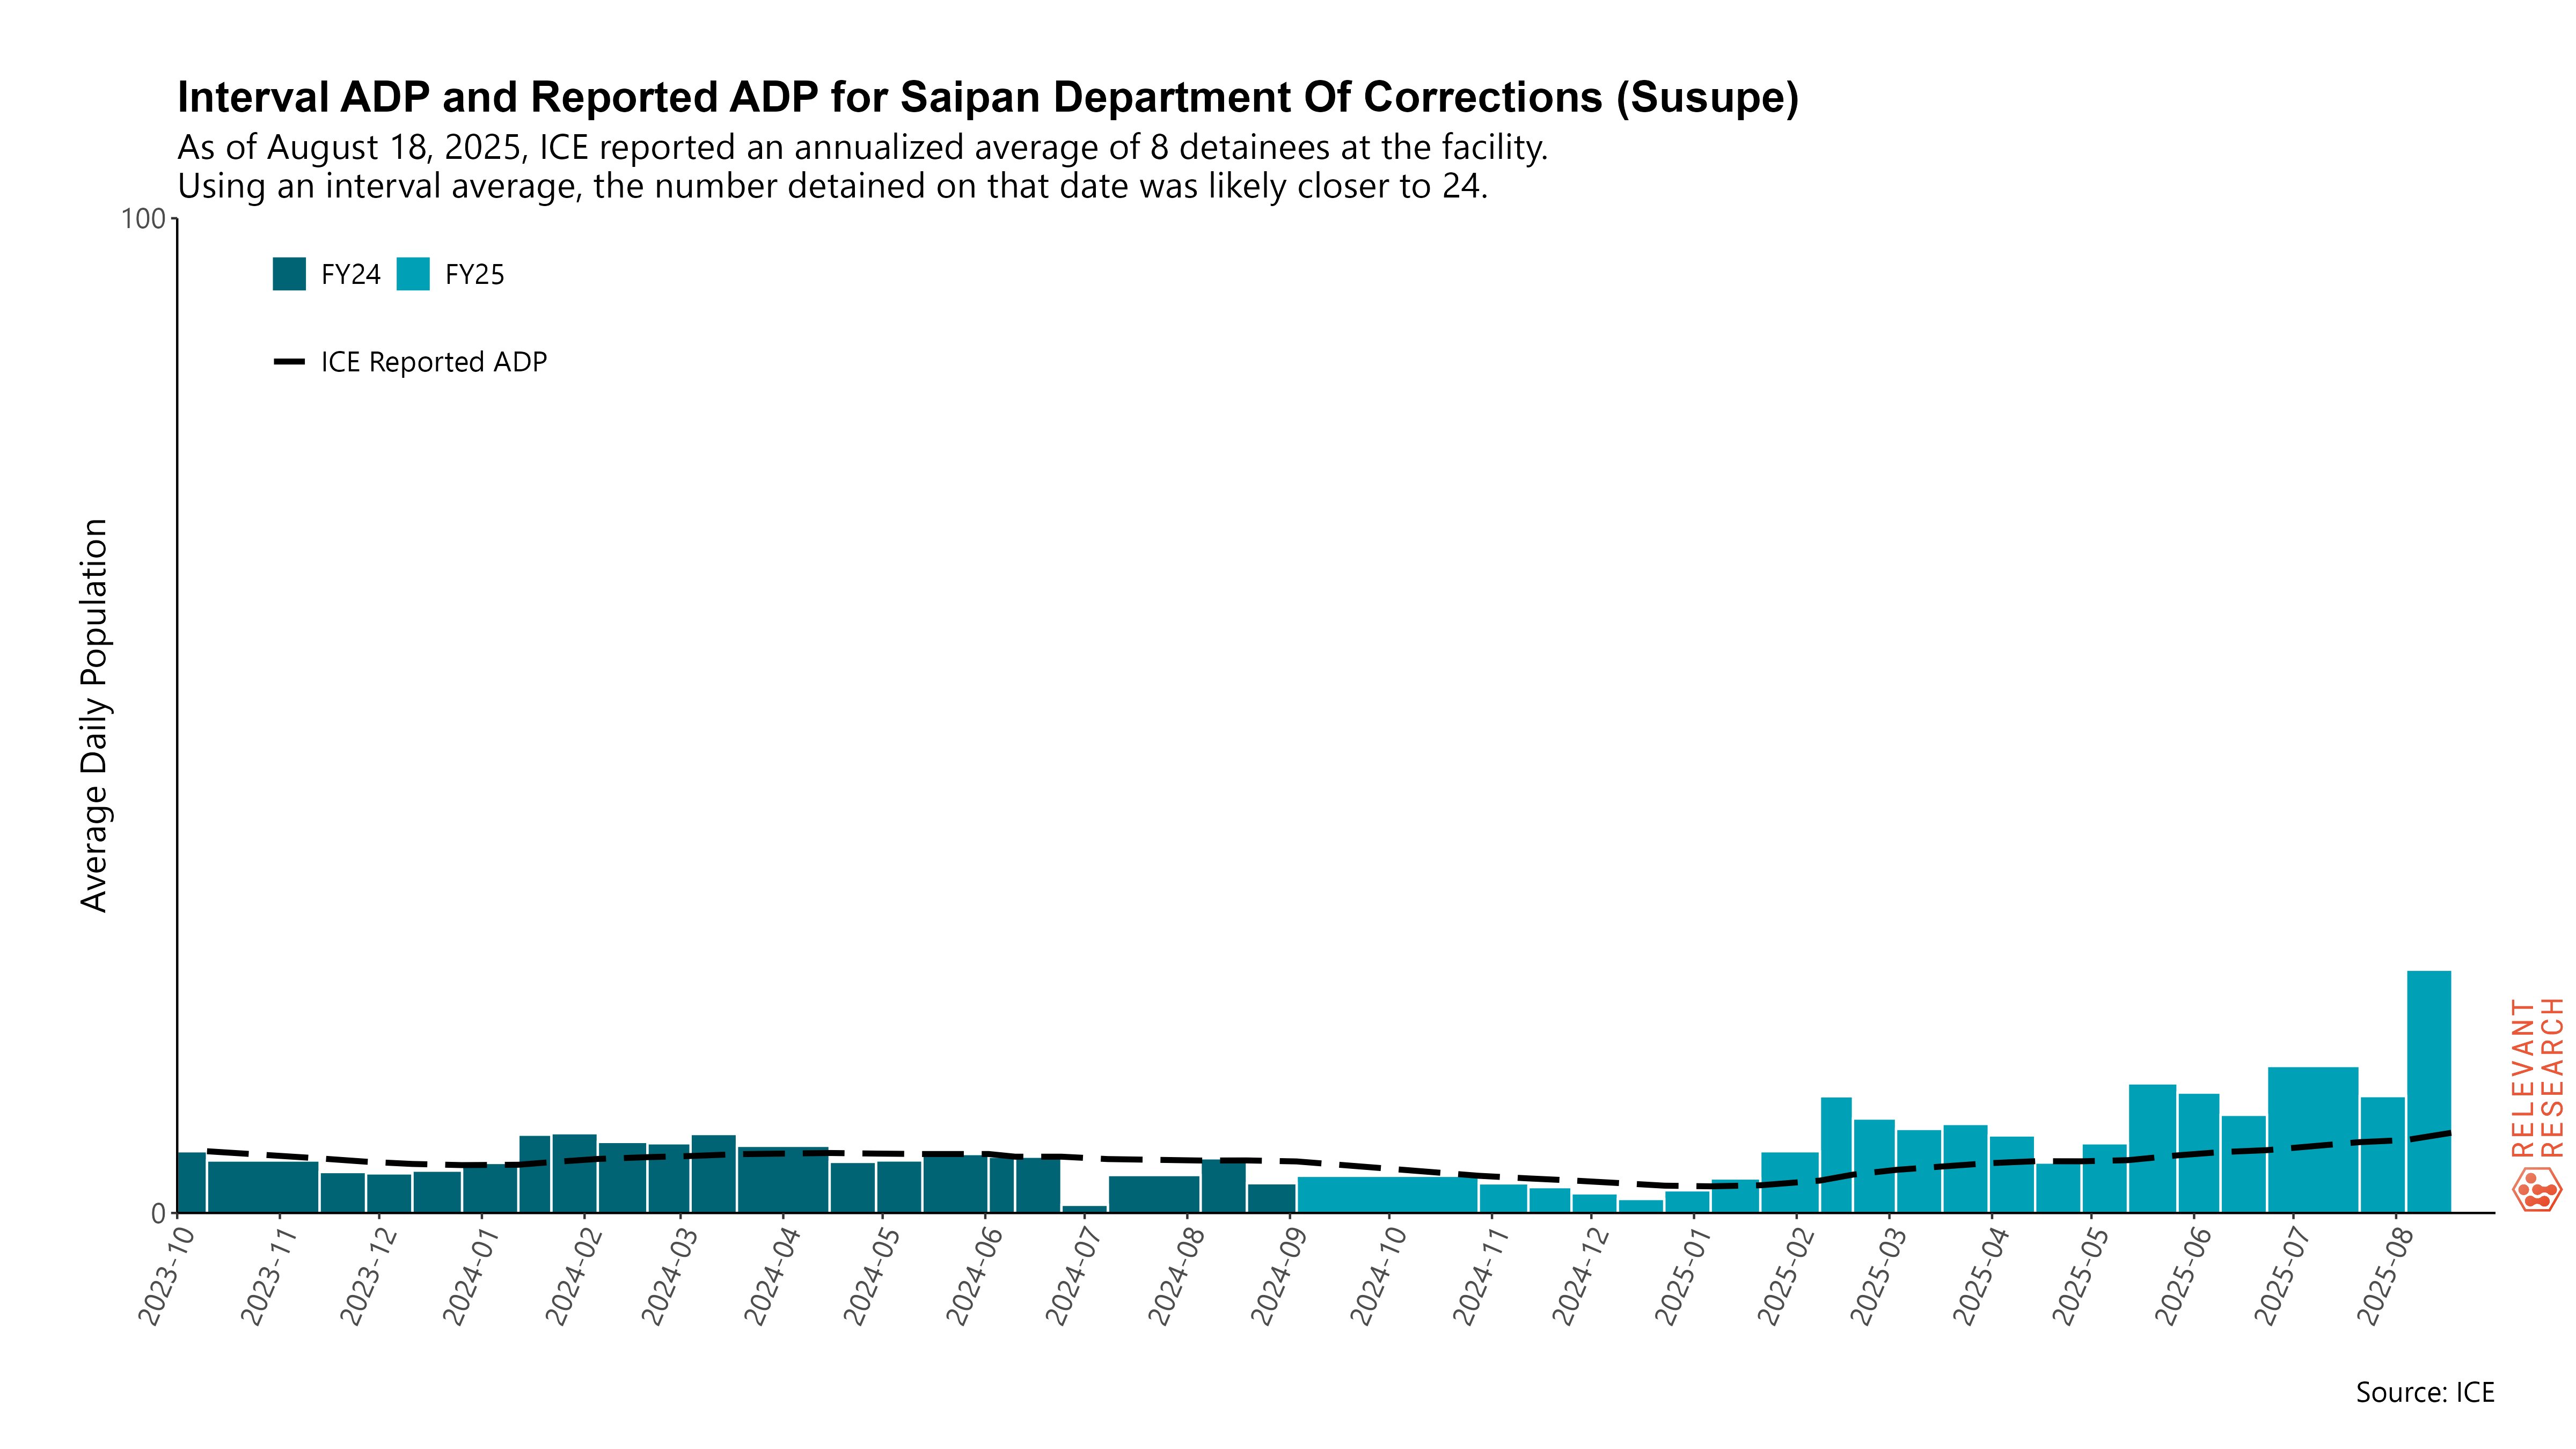 Interval ADP and Reported ADP for Saipan Department Of Corrections (Susupe)
As of August 18, 2025, ICE reported an annualized average of 8 detainees at the facility.
Using an interval average, the number detained on that date was likely closer to 24.
100
FY24
FY25
ICE Reported ADP
Average Daily Population
0
2023-10
2023-11
2023-12
2024-01
2024-02
2024-03
2024-04
2024-05
2024-06
2024-07
2024-08
2024-09
2024-10
2024-11
2024-12
2025-01
2025-02
2025-03
2025-04
2025-05
2025-06
2025-07
2025-08
RELEVANT
RESEARCH
Source: ICE